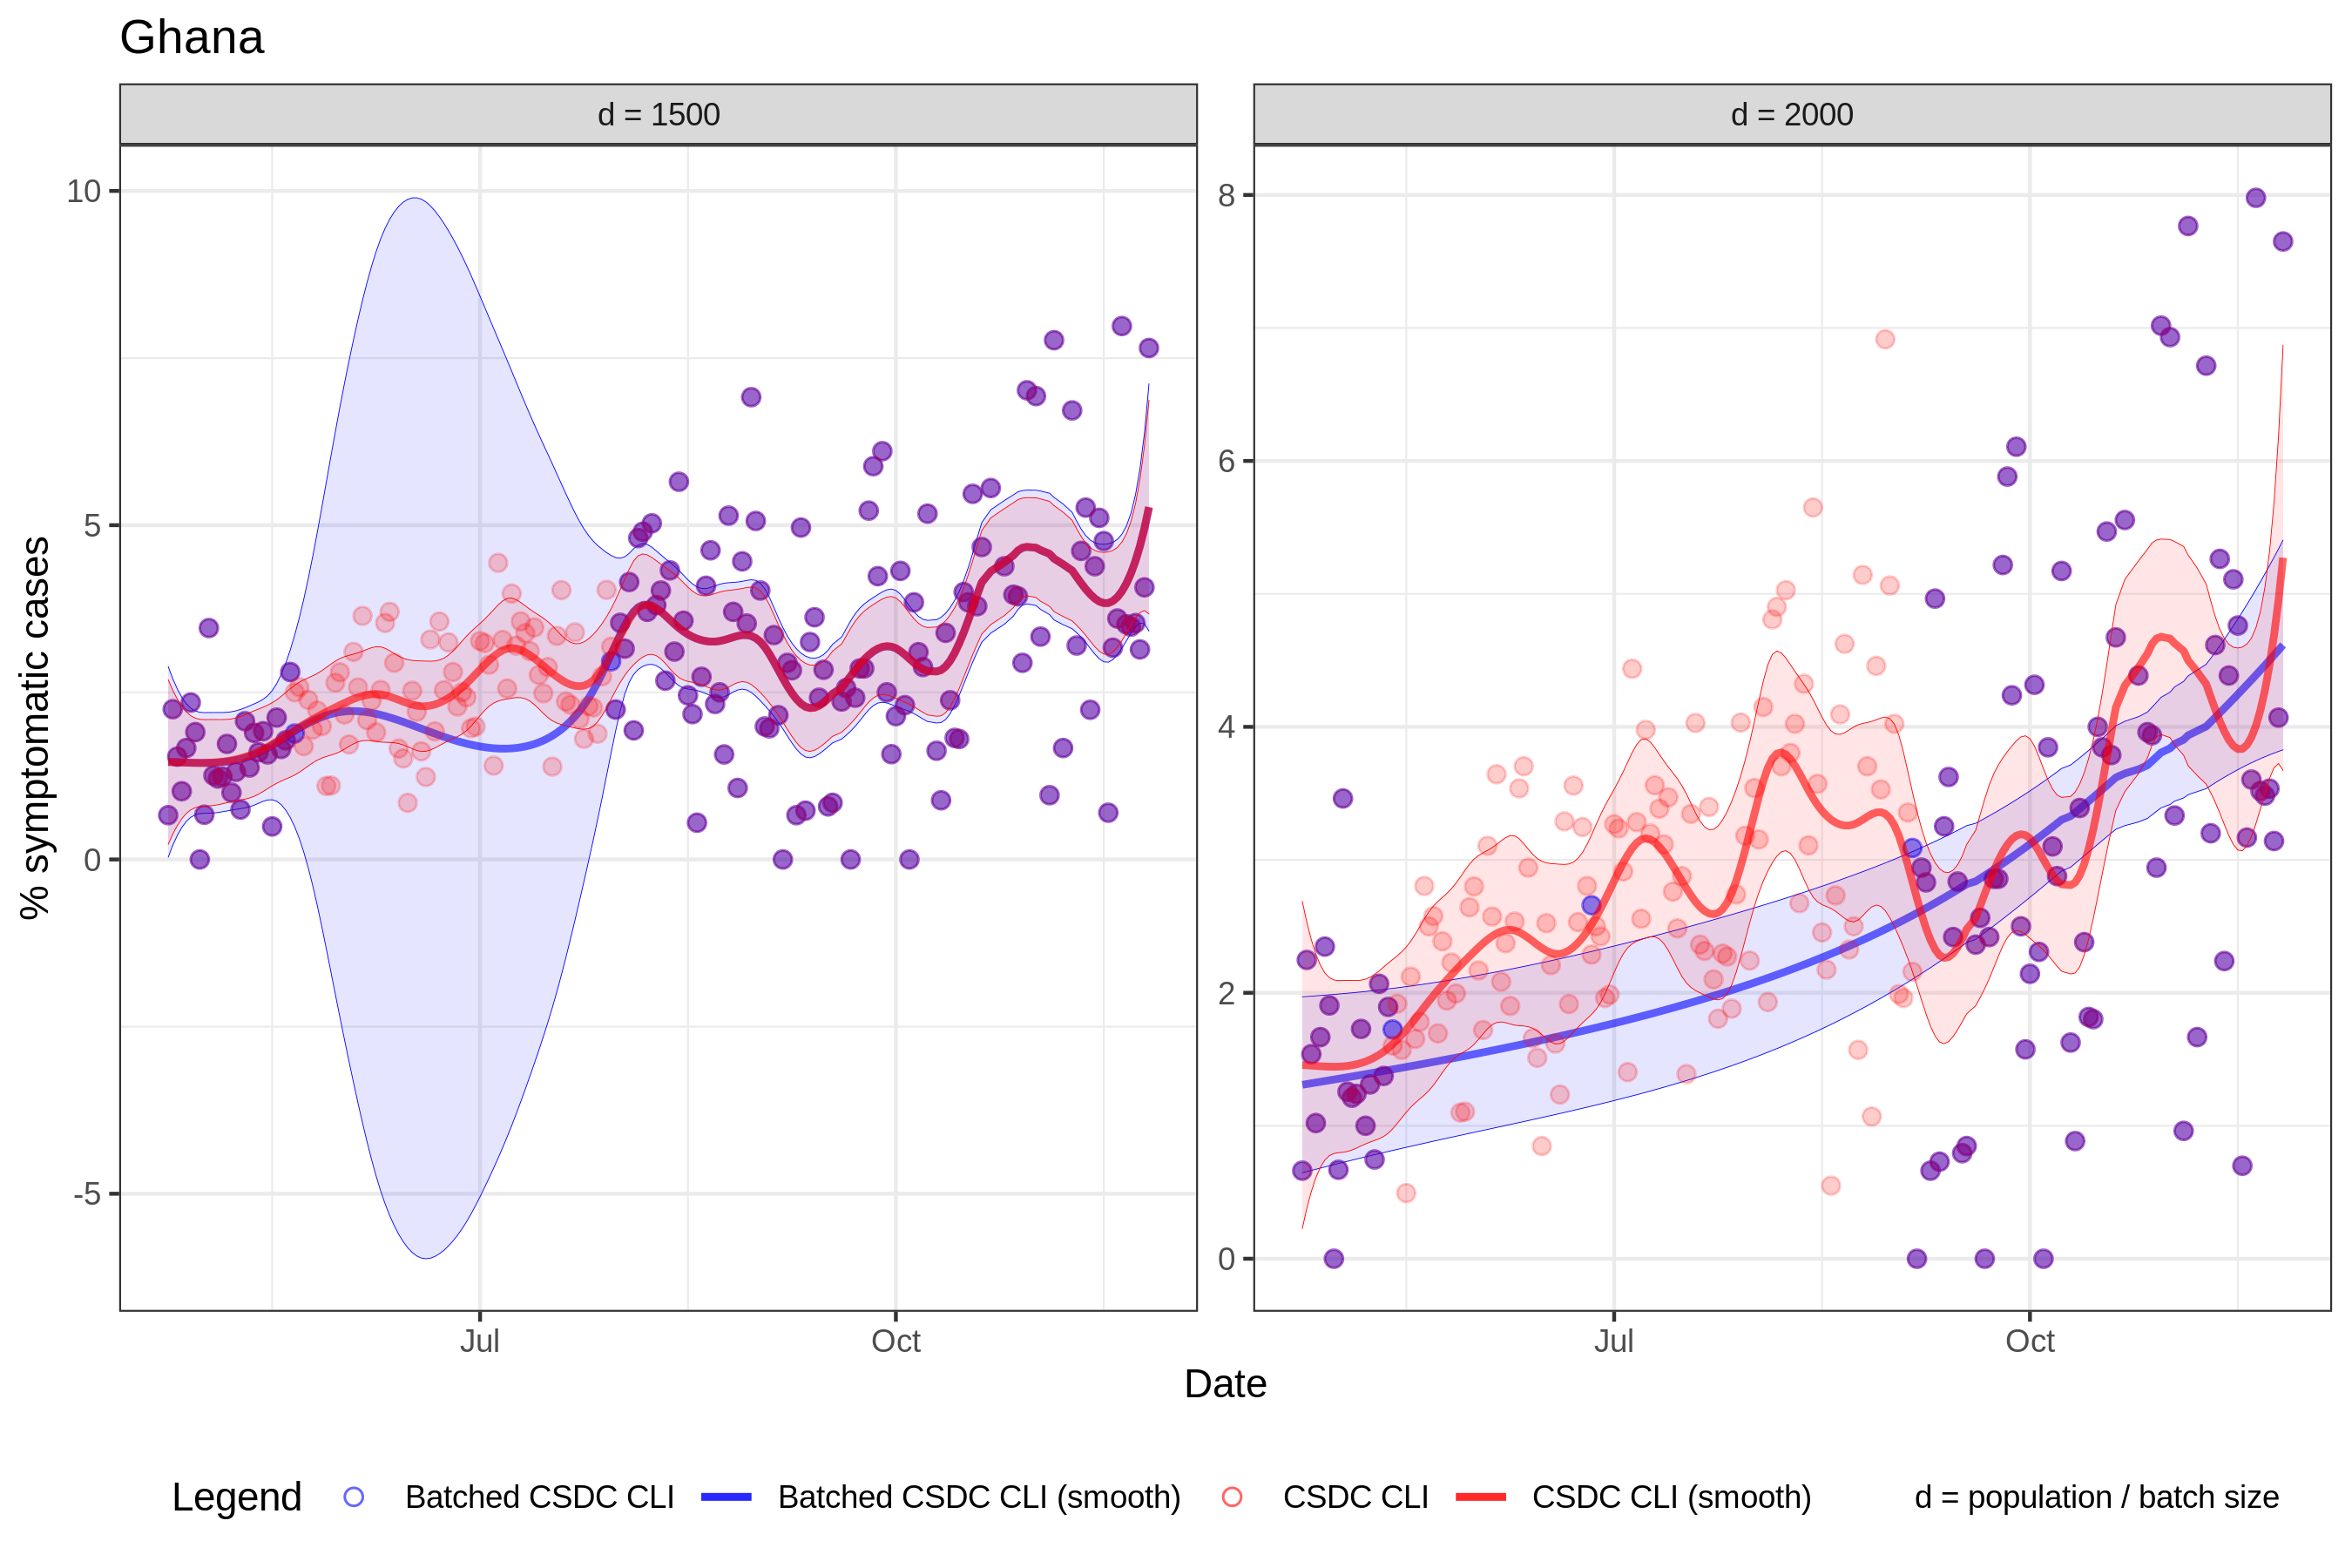 Ghana
d = 1500
d = 2000
10
5
0
-5
8
6
4
2
0
% symptomatic cases
Jul
Oct
Jul
Oct
Date
Legend
Batched CSDC CLI
Batched CSDC CLI (smooth)
CSDC CLI
CSDC CLI (smooth)
d = population / batch size